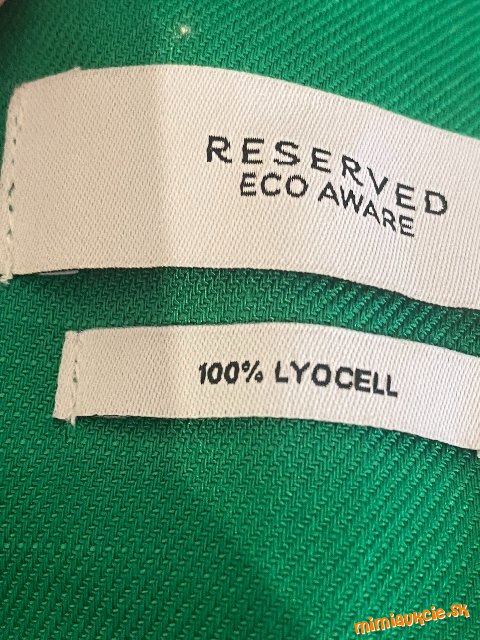 RESERVED
ECO AWARE
100% LYOCELL
mimiaukcie.sk